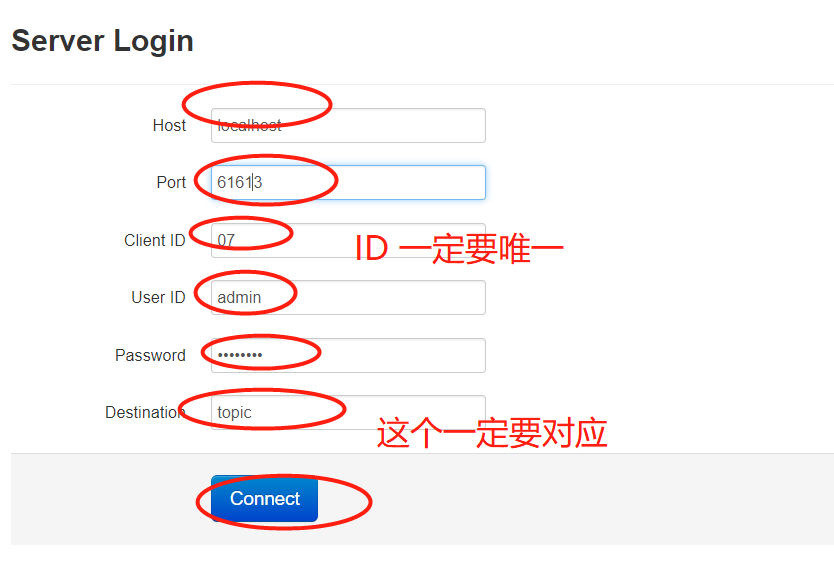 Server Login
Host localhost
Port 61613
Client ID 07 ID 一定要唯一
User ID admin
Password ••••••••
Destination topic
这个一定要对应
Connect